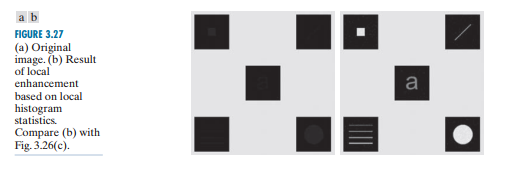 a b
FIGURE 3.27
(a) Original
image. (b) Result
of local
enhancement
based on local
histogram
statistics.
Compare (b) with
Fig. 3.26(c).
a
a